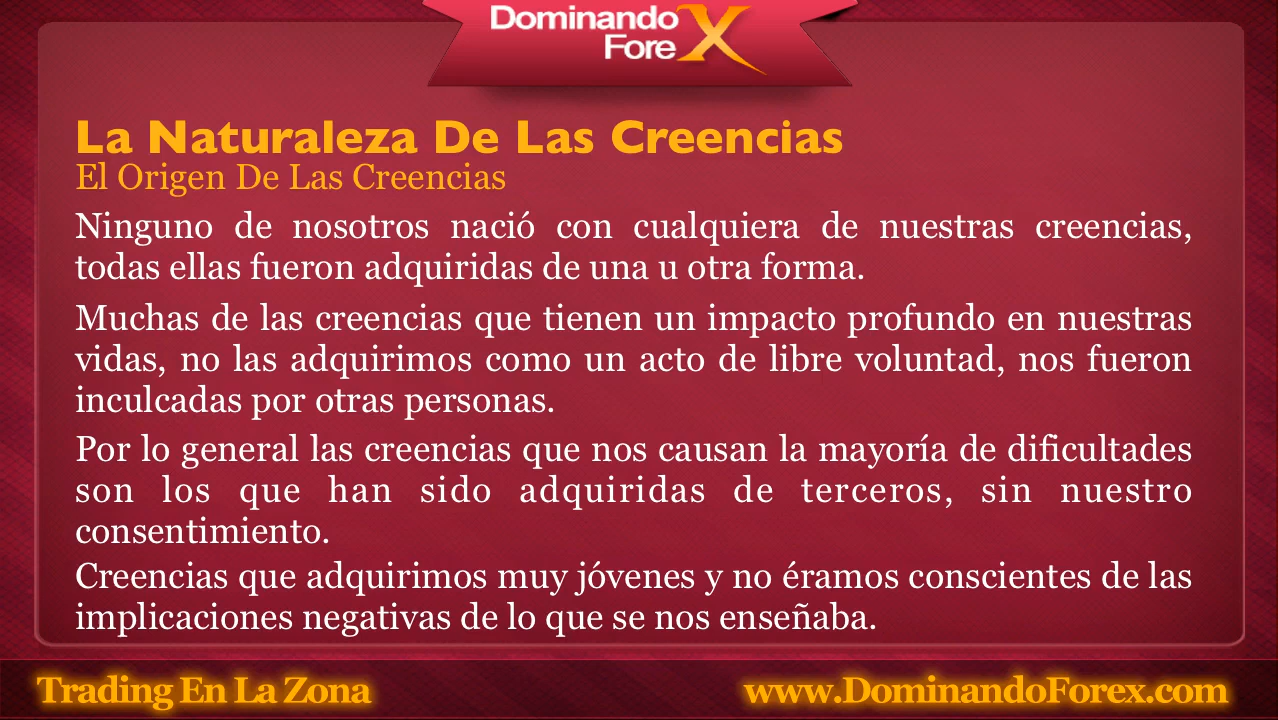 Dominando
ForeX
La Naturaleza De Las Creencias
El Origen De Las Creencias
Ninguno de nosotros nació con cualquiera de nuestras creencias,
todas ellas fueron adquiridas de una u otra forma.
Muchas de las creencias que tienen un impacto profundo en nuestras
vidas, no las adquirimos como un acto de libre voluntad, nos fueron
inculcadas por otras personas.
Por lo general las creencias que nos causan la mayoría de dificultades
son los que han sido adquiridas de terceros, sin nuestro
consentimiento.
Creencias que adquirimos muy jóvenes y no éramos conscientes de las
implicaciones negativas de lo que se nos enseñaba.
Trading En La Zona
www.DominandoForex.com